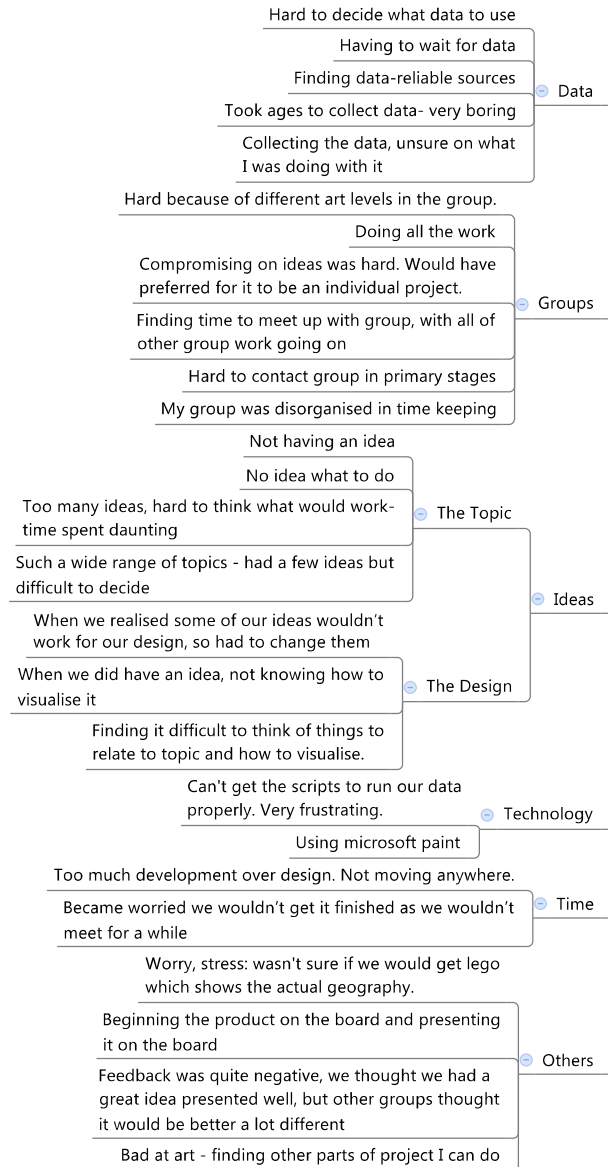 Hard to decide what data to use
Having to wait for data
Finding data-reliable sources
Data
Took ages to collect data- very boring
Collecting the data, unsure on what
I was doing with it
Hard because of different art levels in the group.
Doing all the work
Compromising on ideas was hard. Would have
preferred for it to be an individual project.
Groups
Finding time to meet up with group, with all of
other group work going on
Hard to contact group in primary stages
My group was disorganised in time keeping
Not having an idea
No idea what to do
Too many ideas, hard to think what would work-
time spent daunting
The Topic
Such a wide range of topics - had a few ideas but
difficult to decide
Ideas
When we realised some of our ideas wouldn't
work for our design, so had to change them
When we did have an idea, not knowing how to
visualise it
The Design
Finding it difficult to think of things to
relate to topic and how to visualise.
Can't get the scripts to run our data
properly. Very frustrating.
Technology
Using microsoft paint
Too much development over design. Not moving anywhere.
Time
Became worried we wouldn't get it finished as we wouldn't
meet for a while
Worry, stress: wasn't sure if we would get lego
which shows the actual geography.
Beginning the product on the board and presenting
it on the board
Others
Feedback was quite negative, we thought we had a
great idea presented well, but other groups thought
it would be better a lot different
Bad at art - finding other parts of project I can do